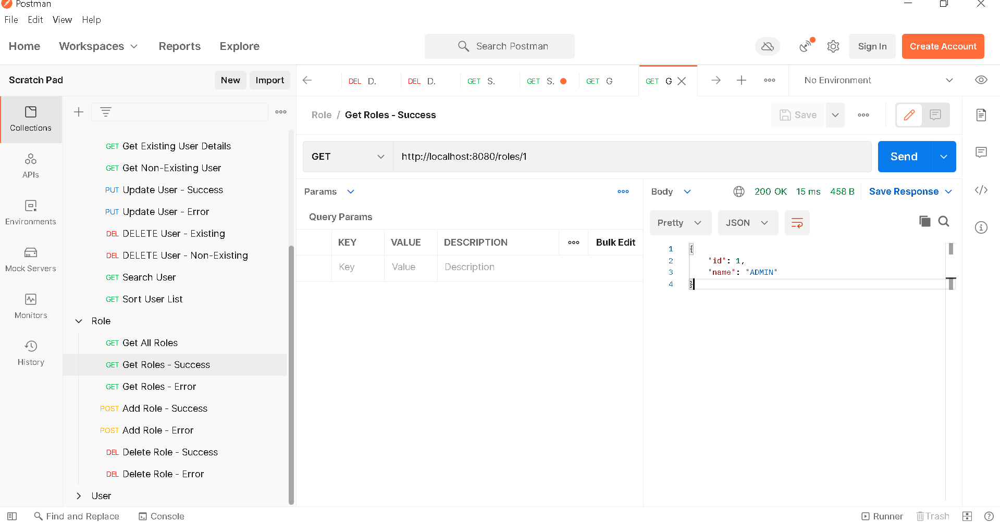 Postman
File Edit View Help
Home Workspaces Reports Explore Search Postman Sign In Create Account
Scratch Pad New Import
DEL D. DEL D. GET S. GET S. GET G GET G No Environment
Collections
APIs
Environments
Mock Servers
Monitors
History
GET Get Existing User Details
GET Get Non-Existing User
PUT Update User - Success
PUT Update User - Error
DEL DELETE User - Existing
DEL DELETE User - Non-Existing
GET Search User
GET Sort User List
Role
GET Get All Roles
GET Get Roles - Success
GET Get Roles - Error
POST Add Role - Success
POST Add Role - Error
DEL Delete Role - Success
DEL Delete Role - Error
User
Role / Get Roles - Success Save
GET http://localhost:8080/roles/1 Send
Params
Query Params
KEY VALUE DESCRIPTION Bulk Edit
Key Value Description
Body 200 OK 15 ms 458 B Save Response
Pretty JSON
1 {
2 "id": 1,
3 "name": "ADMIN"
4 }
Find and Replace Console Runner Trash